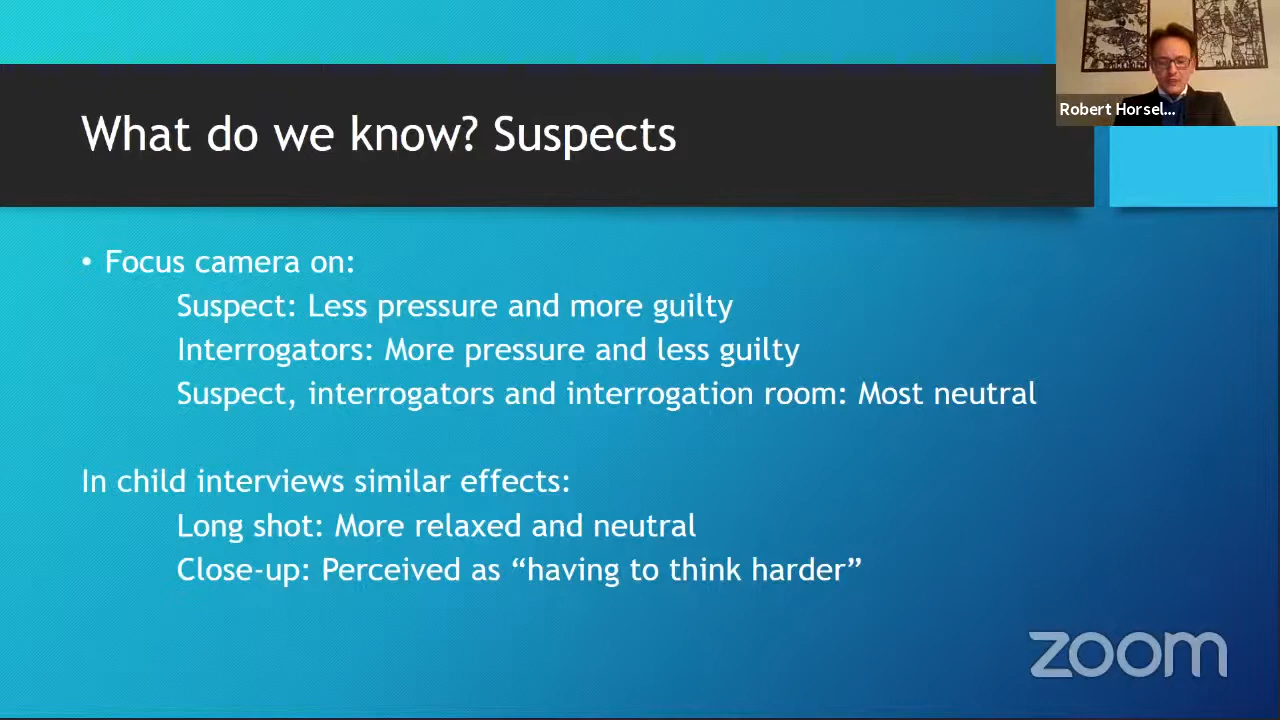 What do we know? Suspects
Robert Horsel...
• Focus camera on:
Suspect: Less pressure and more guilty
Interrogators: More pressure and less guilty
Suspect, interrogators and interrogation room: Most neutral
In child interviews similar effects:
Long shot: More relaxed and neutral
Close-up: Perceived as “having to think harder”
zoom